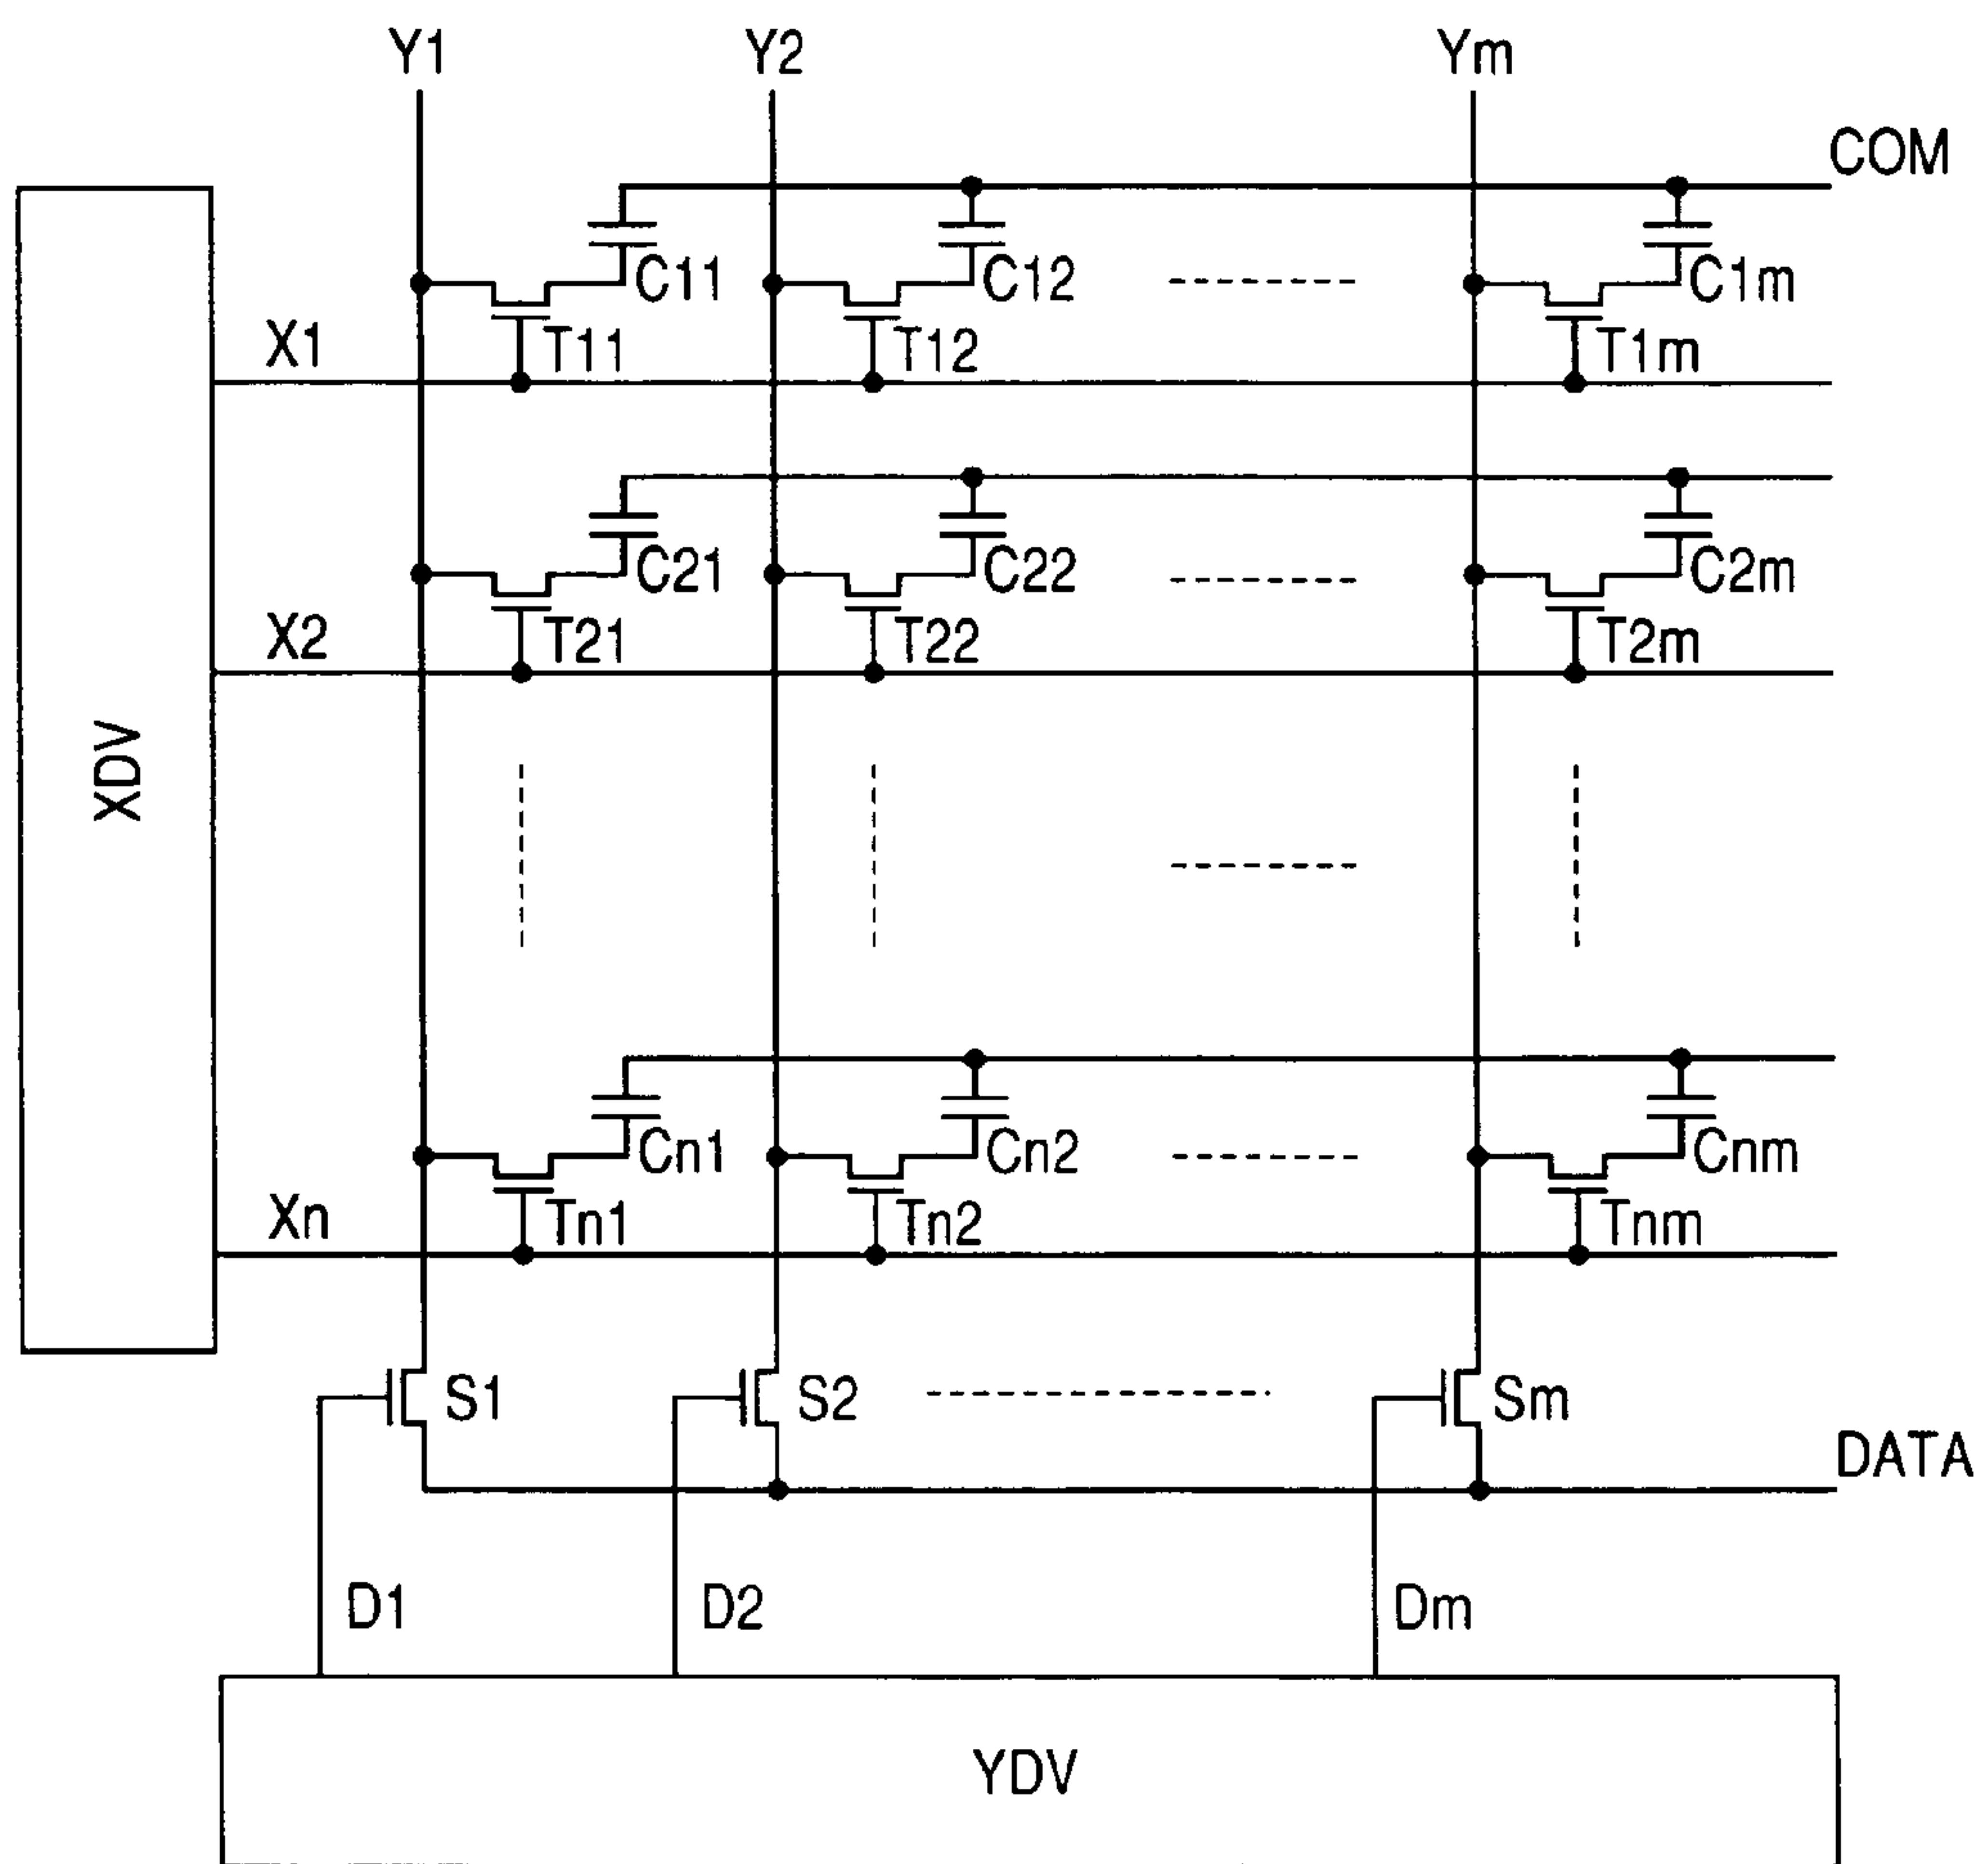 Y1 Y2 Ym
COM
C11 C12 C1m
X1 T11 T12 T1m
C21 C22 C2m
X2 T21 T22 T2m
XDV
Cn1 Cn2 Cnm
Xn Tn1 Tn2 Tnm
S1 S2 Sm
DATA
D1 D2 Dm
YDV